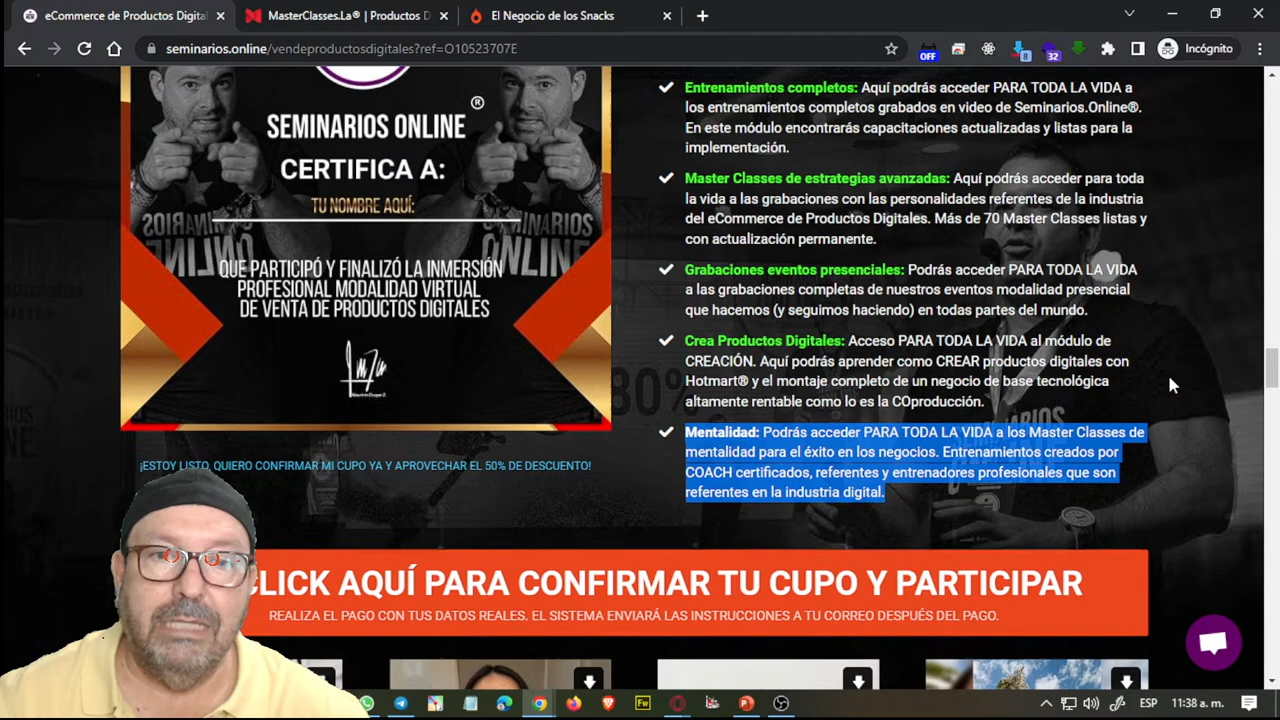 eCommerce de Productos Digital
MasterClasses.La® | Productos D
El Negocio de los Snacks
seminarios.online/vendeproductosdigitales?ref=O10523707E
OFF
8
32
Incógnito
®
SEMINARIOS ONLINE
CERTIFICA A:
TU NOMBRE AQUÍ:
QUE PARTICIPÓ Y FINALIZÓ LA INMERSIÓN
PROFESIONAL MODALIDAD VIRTUAL
DE VENTA DE PRODUCTOS DIGITALES
¡ESTOY LISTO, QUIERO CONFIRMAR MI CUPO YA Y APROVECHAR EL 50% DE DESCUENTO!
Entrenamientos completos: Aquí podrás acceder PARA TODA LA VIDA a
los entrenamientos completos grabados en video de Seminarios.Online®.
En este módulo encontrarás capacitaciones actualizadas y listas para la
implementación.
Master Classes de estrategias avanzadas: Aquí podrás acceder para toda
la vida a las grabaciones con las personalidades referentes de la industria
del eCommerce de Productos Digitales. Más de 70 Master Classes listas y
con actualización permanente.
Grabaciones eventos presenciales: Podrás acceder PARA TODA LA VIDA
a las grabaciones completas de nuestros eventos modalidad presencial
que hacemos (y seguimos haciendo) en todas partes del mundo.
Crea Productos Digitales: Acceso PARA TODA LA VIDA al módulo de
CREACIÓN. Aquí podrás aprender como CREAR productos digitales con
Hotmart® y el montaje completo de un negocio de base tecnológica
altamente rentable como lo es la COproducción.
Mentalidad: Podrás acceder PARA TODA LA VIDA a los Master Classes de
mentalidad para el éxito en los negocios. Entrenamientos creados por
COACH certificados, referentes y entrenadores profesionales que son
referentes en la industria digital.
CLICK AQUÍ PARA CONFIRMAR TU CUPO Y PARTICIPAR
REALIZA EL PAGO CON TUS DATOS REALES. EL SISTEMA ENVIARÁ LAS INSTRUCCIONES A TU CORREO DESPUÉS DEL PAGO.
Fw
ESP
11:38 a. m.